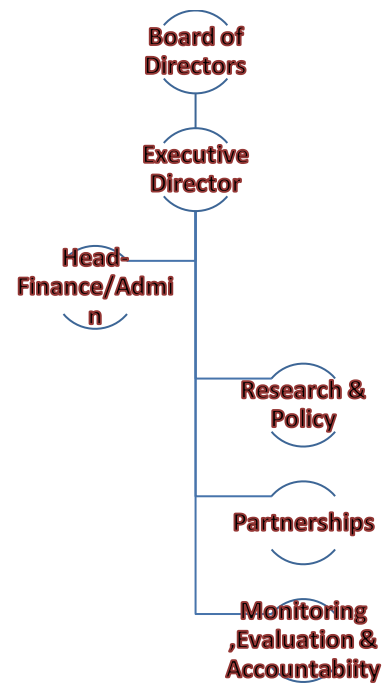 Board of
Directors
Executive
Director
Head-
Finance/Admi
n
Research &
Policy
Partnerships
Monitoring
,Evaluation &
Accountabiity